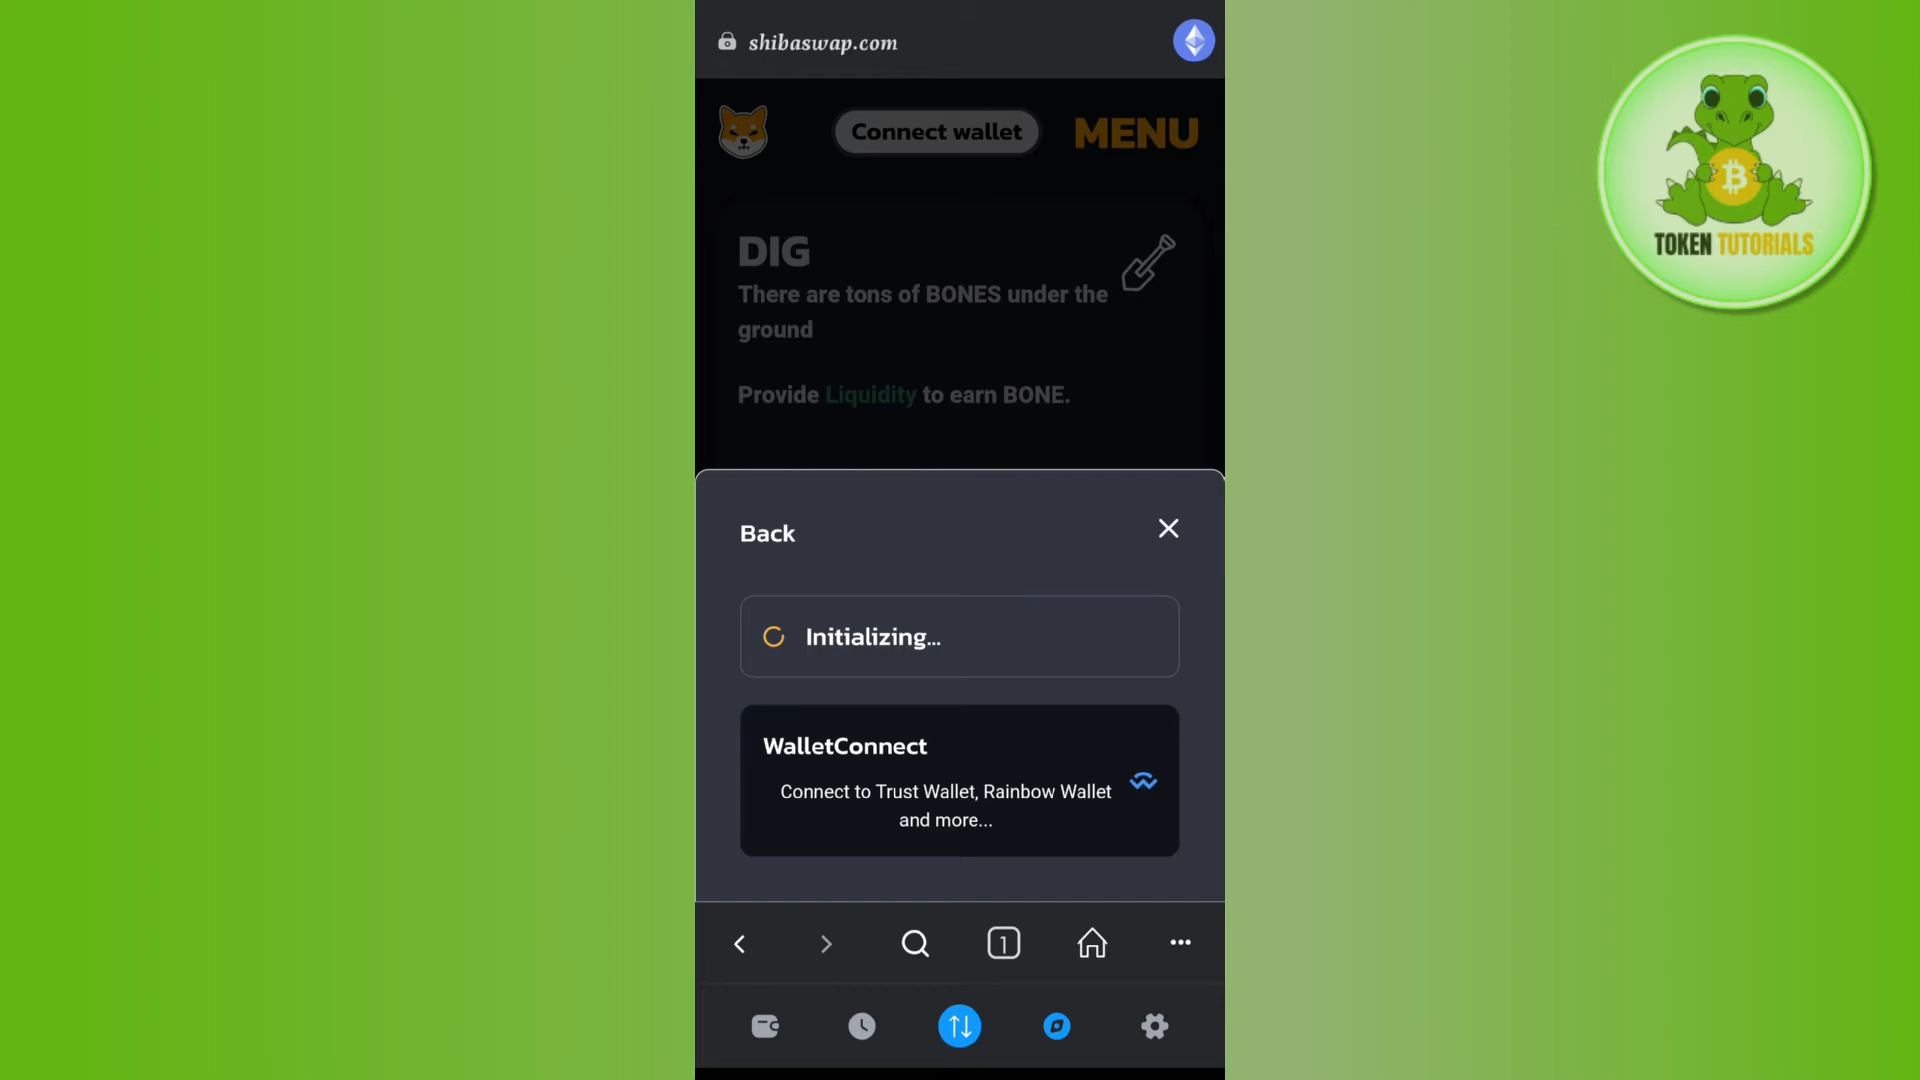 shibaswap.com
Connect wallet
MENU
DIG
There are tons of BONES under the
ground
Provide Liquidity to earn BONE.
Back
Initializing...
WalletConnect
Connect to Trust Wallet, Rainbow Wallet
and more...
1
TOKEN TUTORIALS